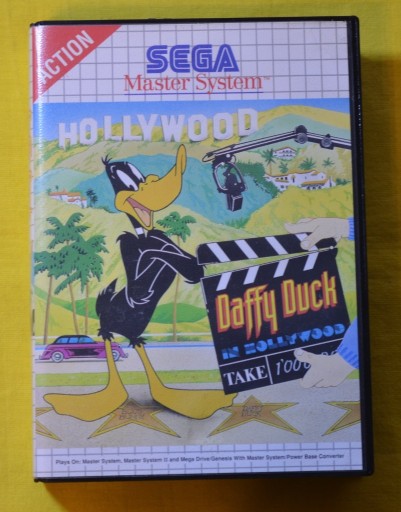 ACTION
SEGA
Master System™
HOLLYWOOD
Daffy Duck
IN HOLLYWOOD
TAKE
Plays On: Master System, Master System II and Mega Drive/Genesis With Master System/Power Base Converter